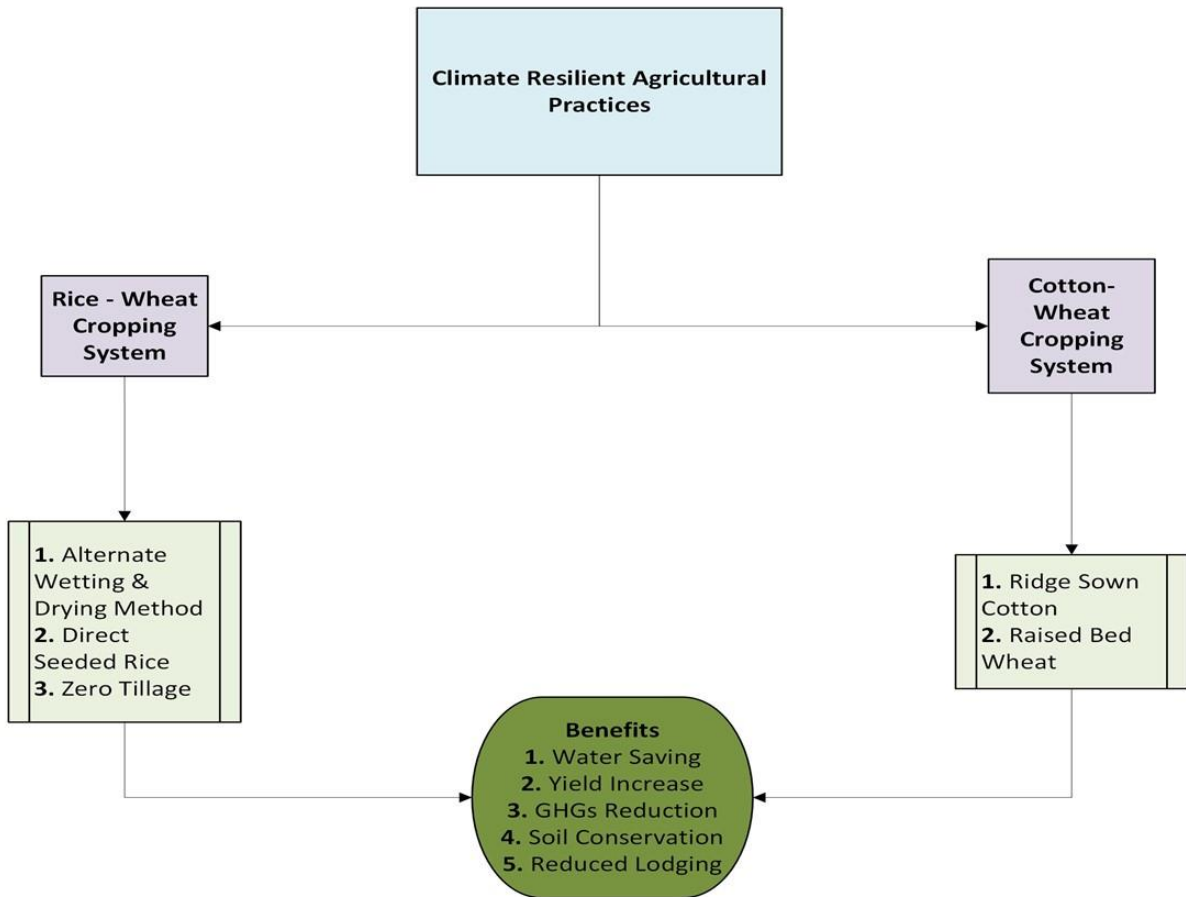 Climate Resilient Agricultural
Practices
Rice - Wheat
Cropping
System
Cotton-
Wheat
Cropping
System
1. Alternate
Wetting &
Drying Method
2. Direct
Seeded Rice
3. Zero Tillage
1. Ridge Sown
Cotton
2. Raised Bed
Wheat
Benefits
1. Water Saving
2. Yield Increase
3. GHGs Reduction
4. Soil Conservation
5. Reduced Lodging